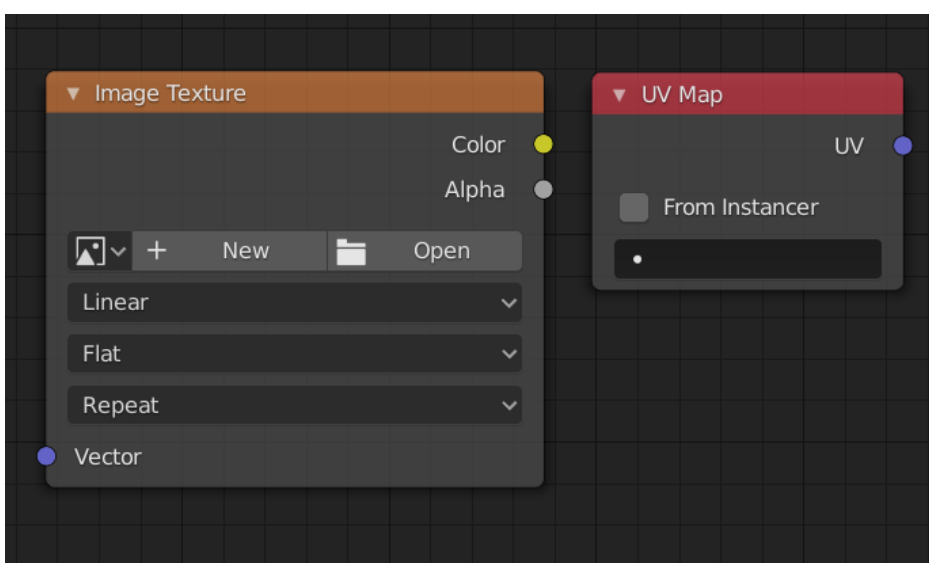 Image Texture
Color
Alpha
New
Open
Linear
Flat
Repeat
Vector
UV Map
UV
From Instancer